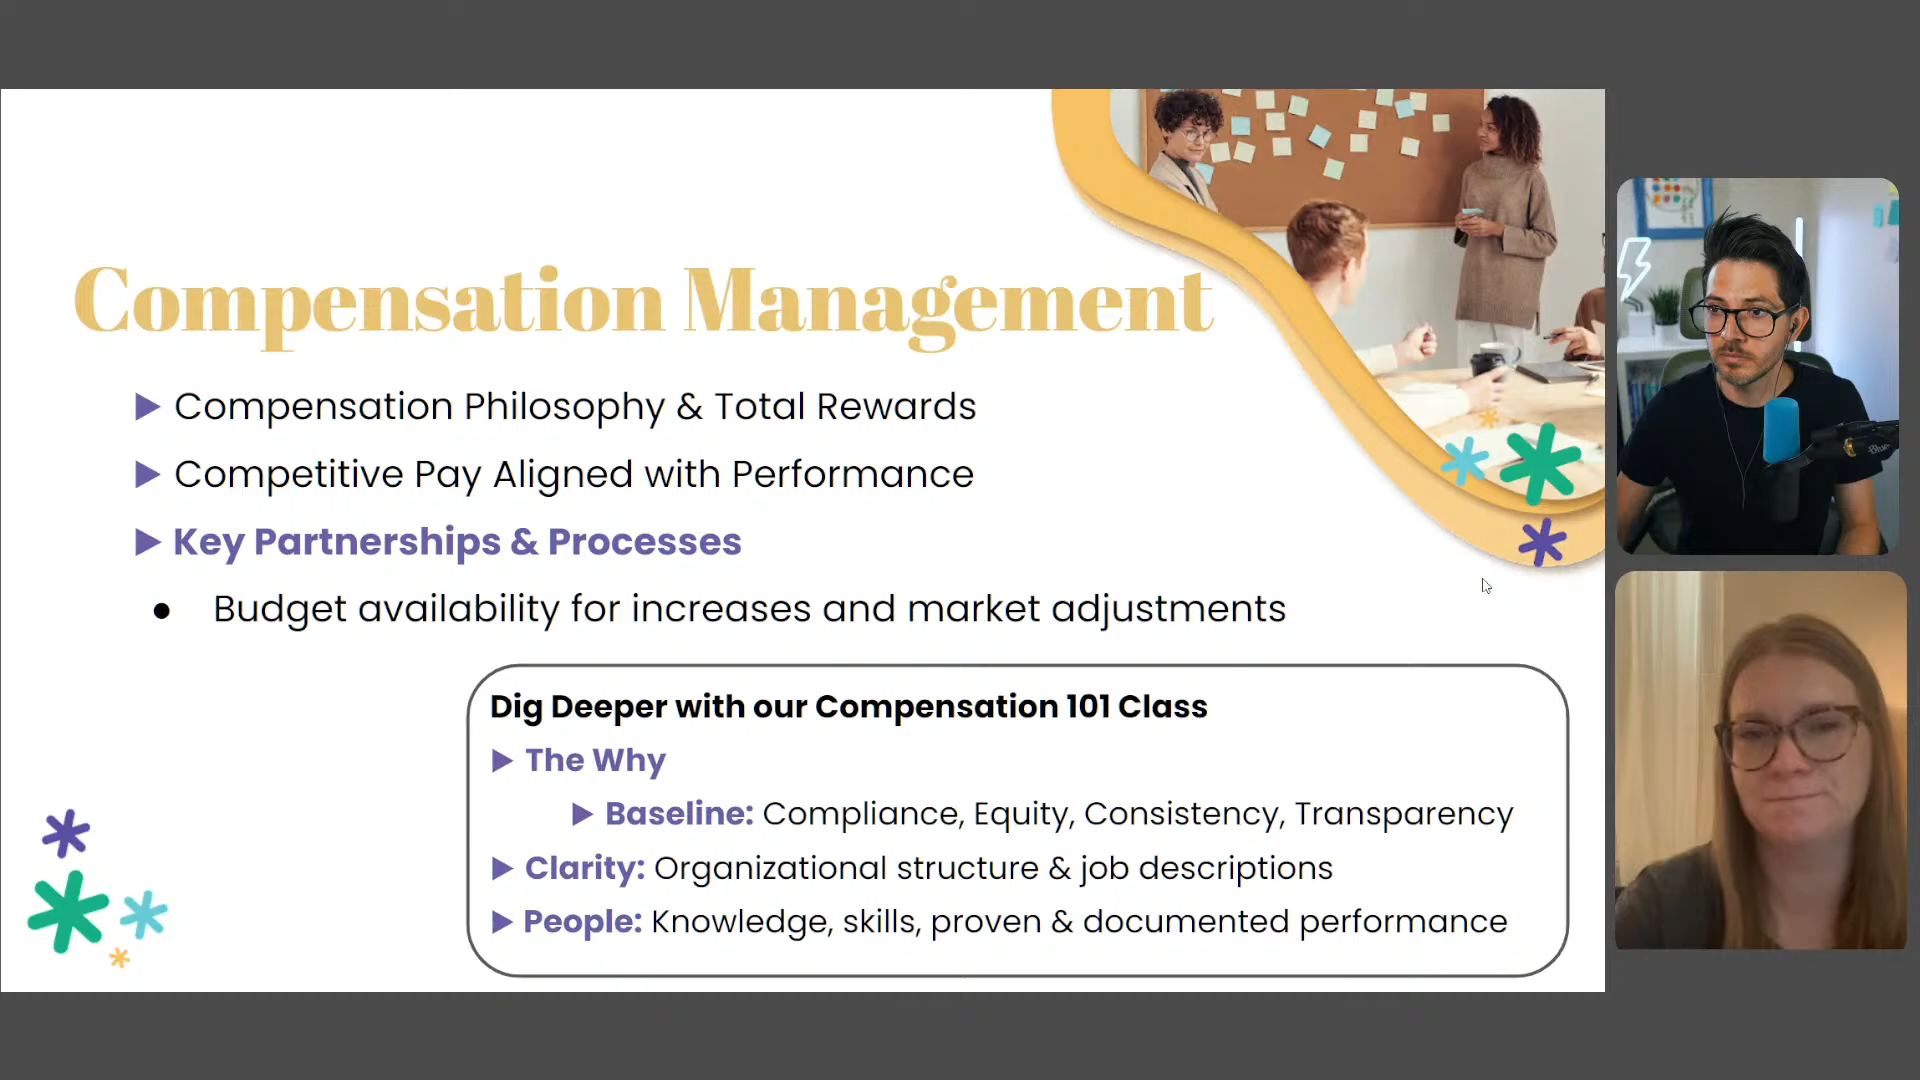 Compensation Management
Compensation Philosophy & Total Rewards
Competitive Pay Aligned with Performance
Key Partnerships & Processes
Budget availability for increases and market adjustments
Dig Deeper with our Compensation 101 Class
The Why
Baseline: Compliance, Equity, Consistency, Transparency
Clarity: Organizational structure & job descriptions
People: Knowledge, skills, proven & documented performance
Blue